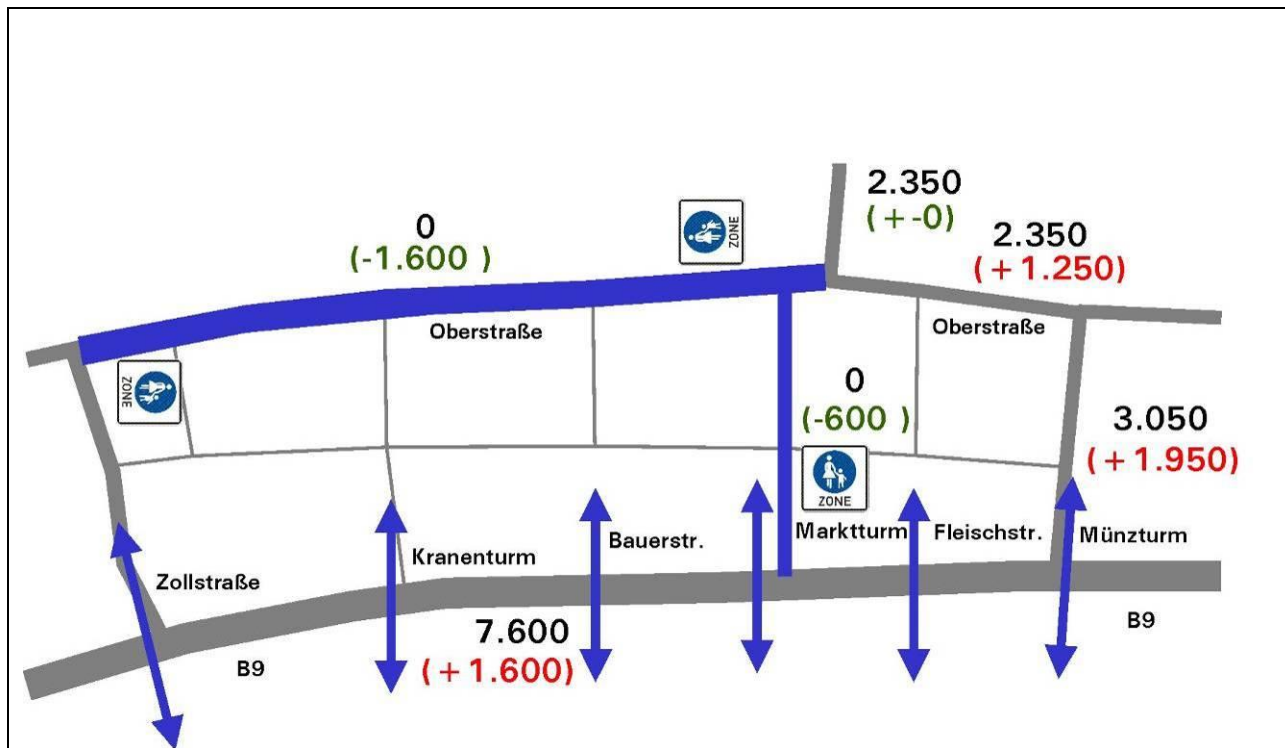 2.350
(+-0)
2.350
(+1.250)
0
(-1.600 )
ZONE
Oberstraße
Oberstraße
ZONE
0
(-600 )
3.050
(+1.950)
ZONE
Kranenturm
Bauerstr.
Marktturm
Fleischstr.
Münzturm
Zollstraße
7.600
(+1.600)
B9
B9